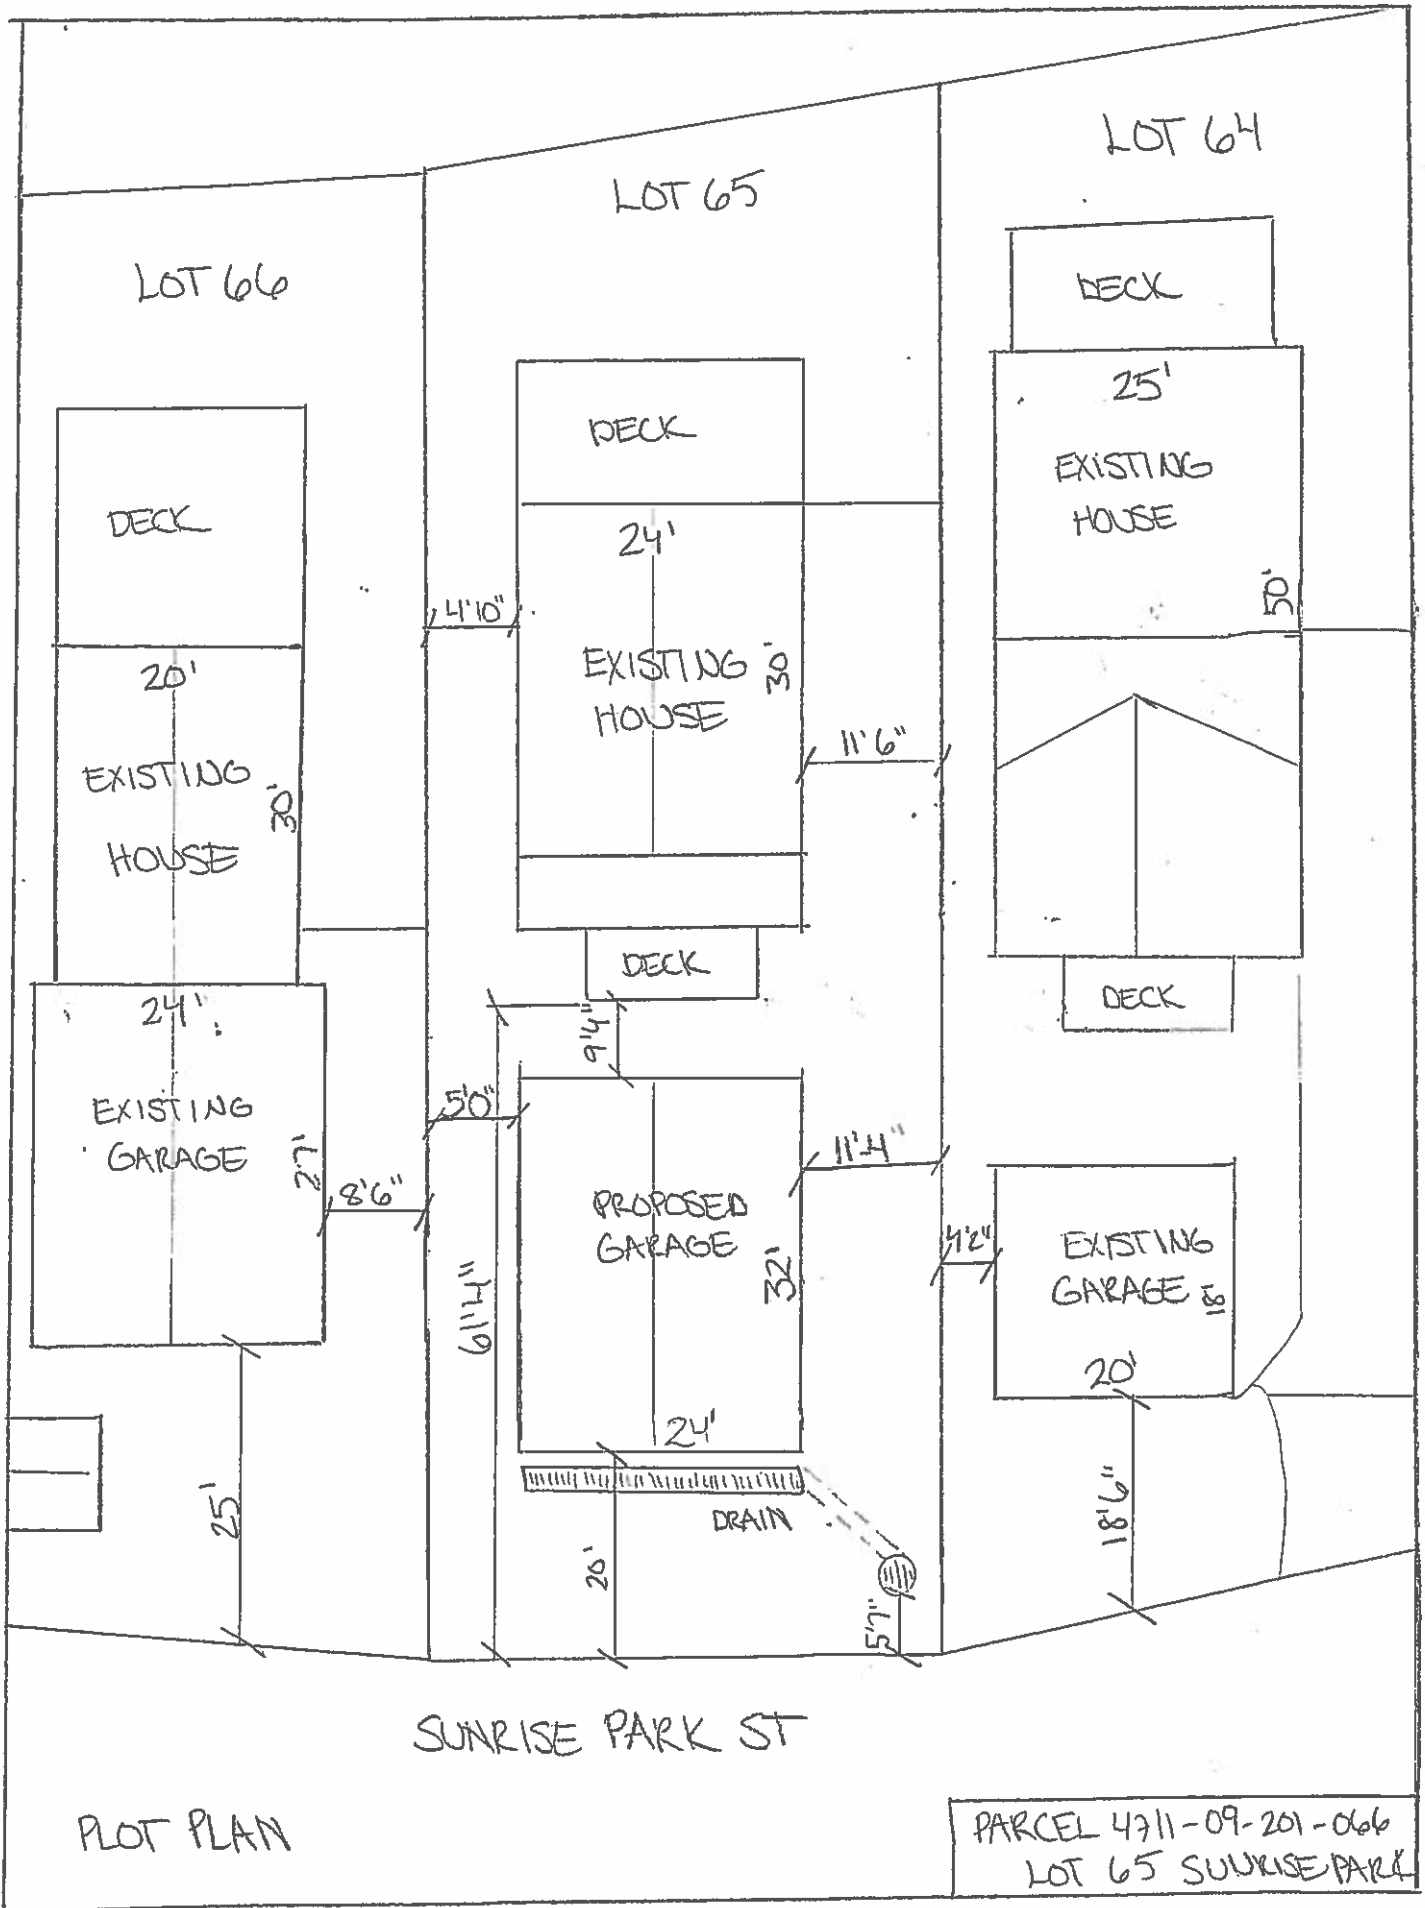 LOT 64
LOT 65
LOT 66
DECK
25'
EXISTING
HOUSE
50'
DECK
24'
EXISTING
HOUSE
30'
4'10"
11'6"
DECK
20'
EXISTING
HOUSE
30'
DECK
DECK
9'4"
24'
EXISTING
GARAGE
27'
8'6"
5'0"
11'4"
61'4"
PROPOSED
GARAGE
32'
24'
4'2"
EXISTING
GARAGE
18'
20'
DRAIN
25'
20'
5'7"
18'6"
SUNRISE PARK ST
PLOT PLAN
PARCEL 4711-09-201-066
LOT 65 SUNRISE PARK